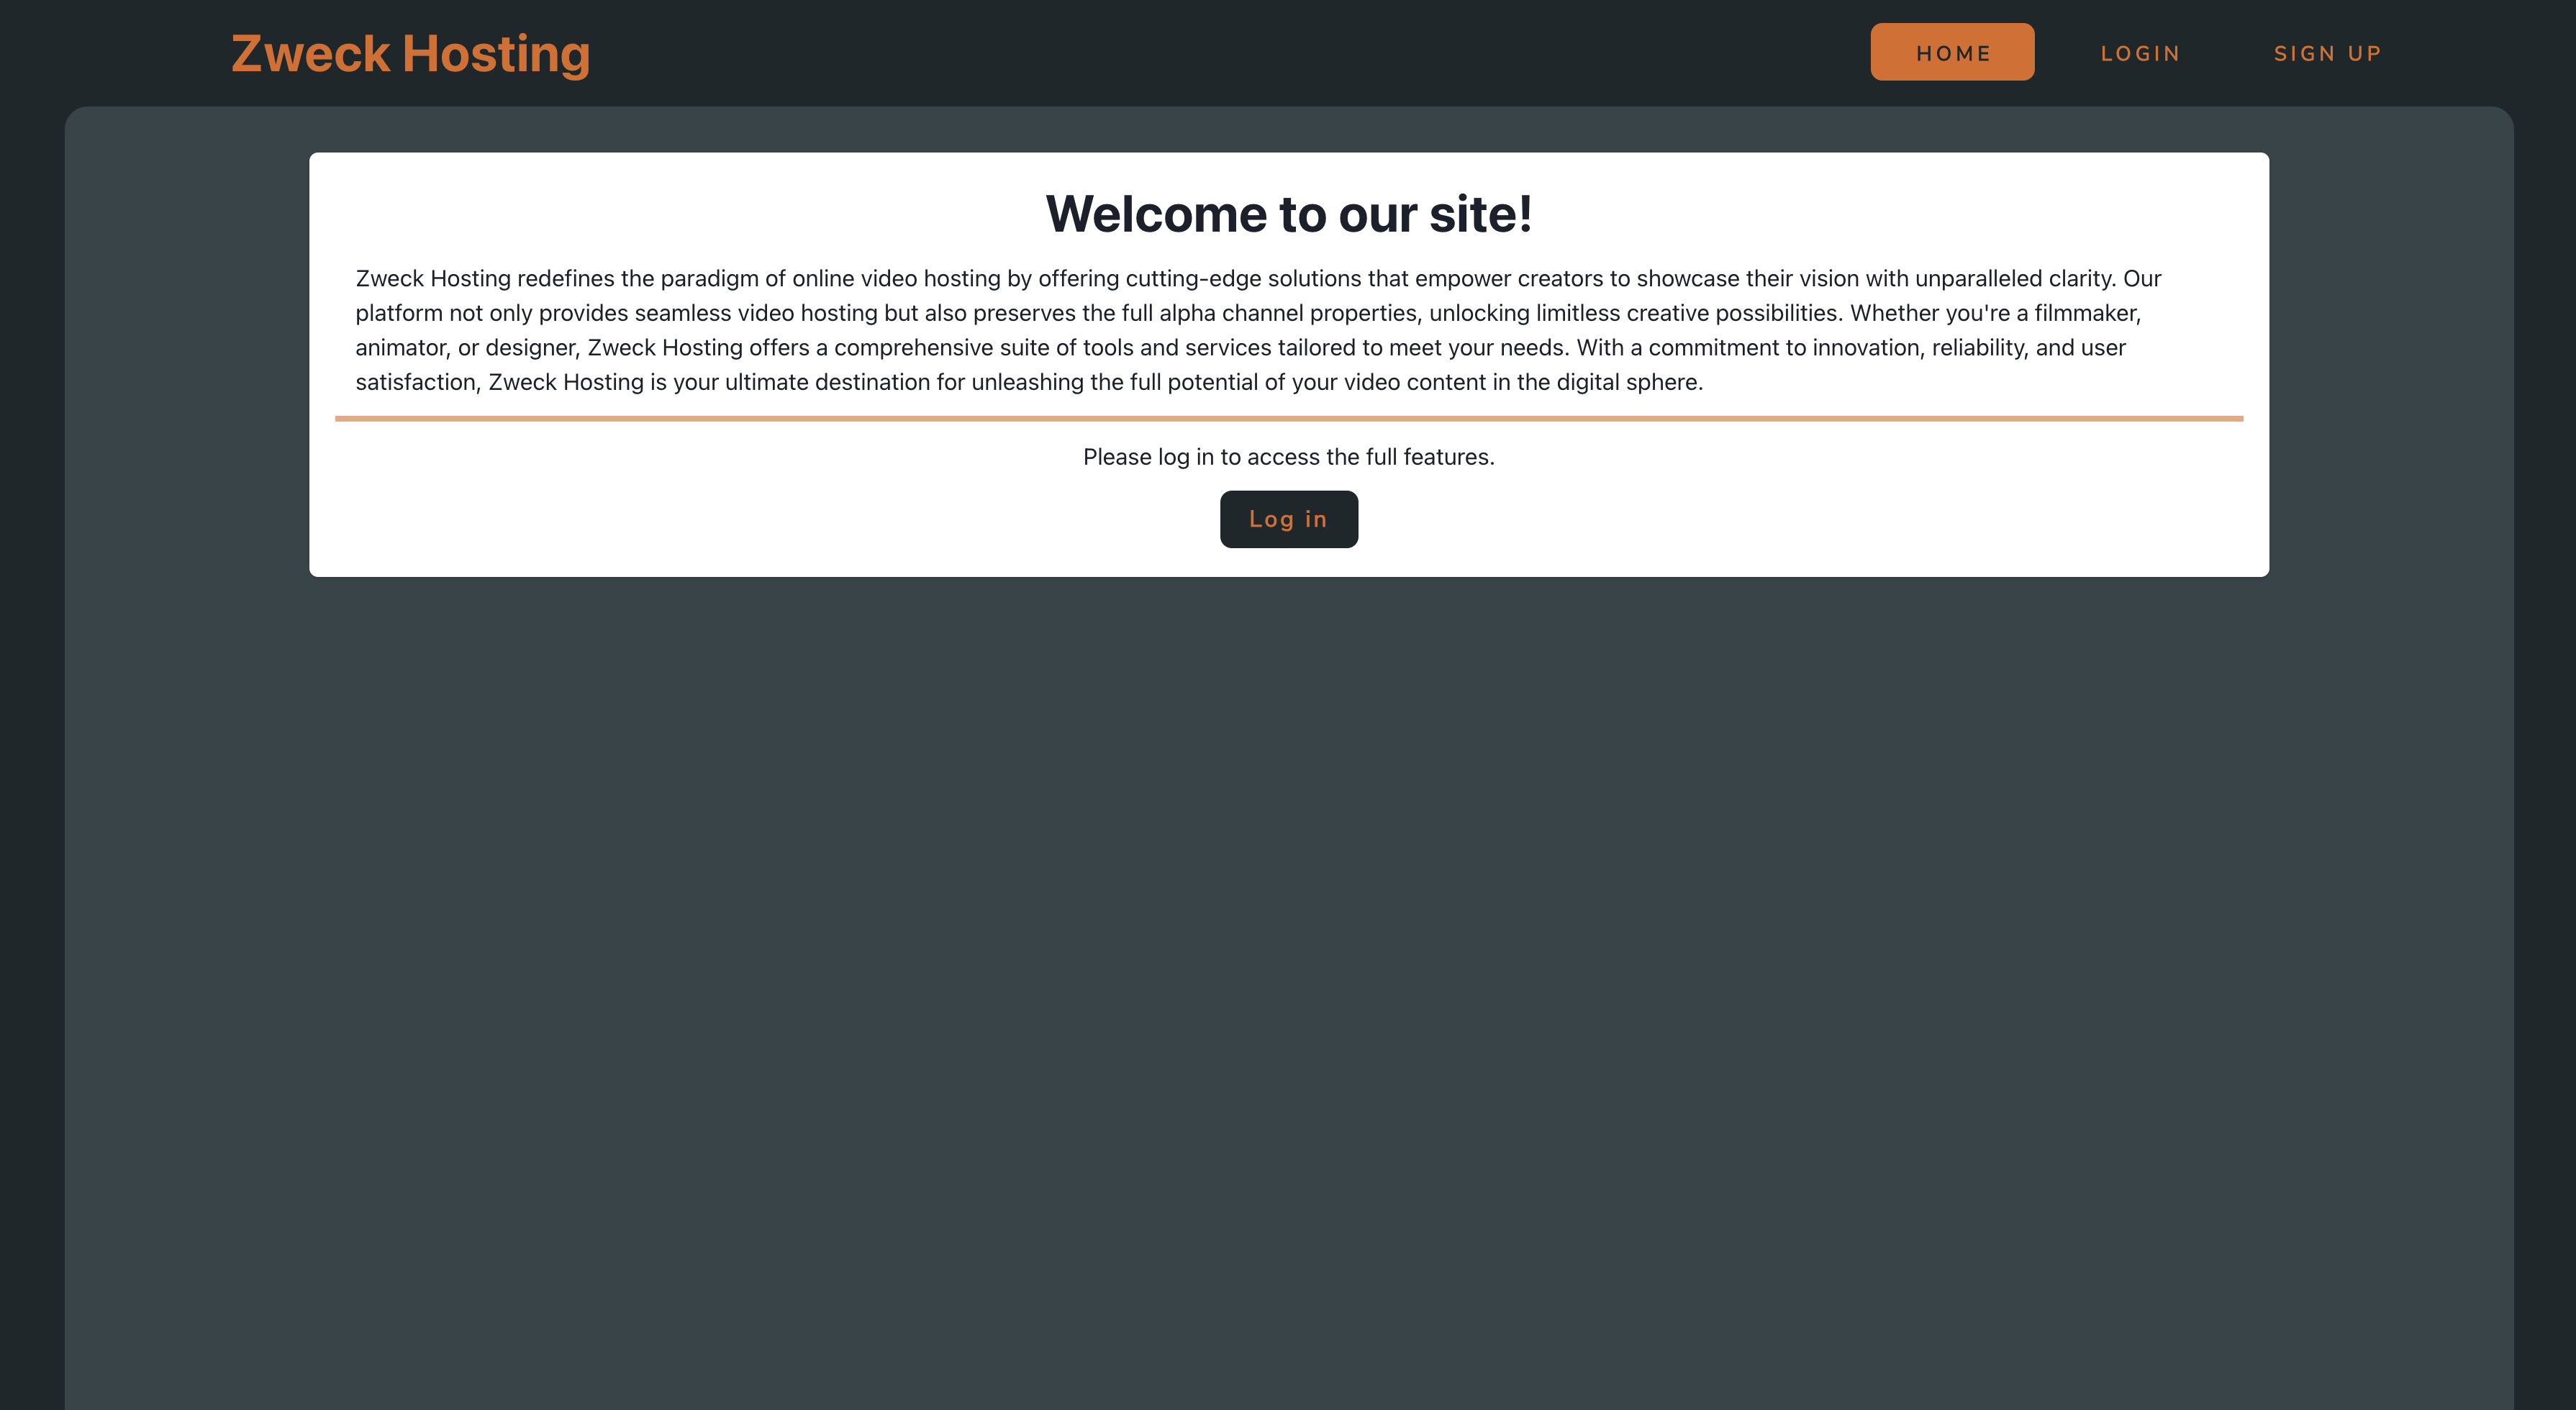 Zweck Hosting
HOME
LOGIN
SIGN UP
Welcome to our site!
Zweck Hosting redefines the paradigm of online video hosting by offering cutting-edge solutions that empower creators to showcase their vision with unparalleled clarity. Our
platform not only provides seamless video hosting but also preserves the full alpha channel properties, unlocking limitless creative possibilities. Whether you're a filmmaker,
animator, or designer, Zweck Hosting offers a comprehensive suite of tools and services tailored to meet your needs. With a commitment to innovation, reliability, and user
satisfaction, Zweck Hosting is your ultimate destination for unleashing the full potential of your video content in the digital sphere.
Please log in to access the full features.
Log in